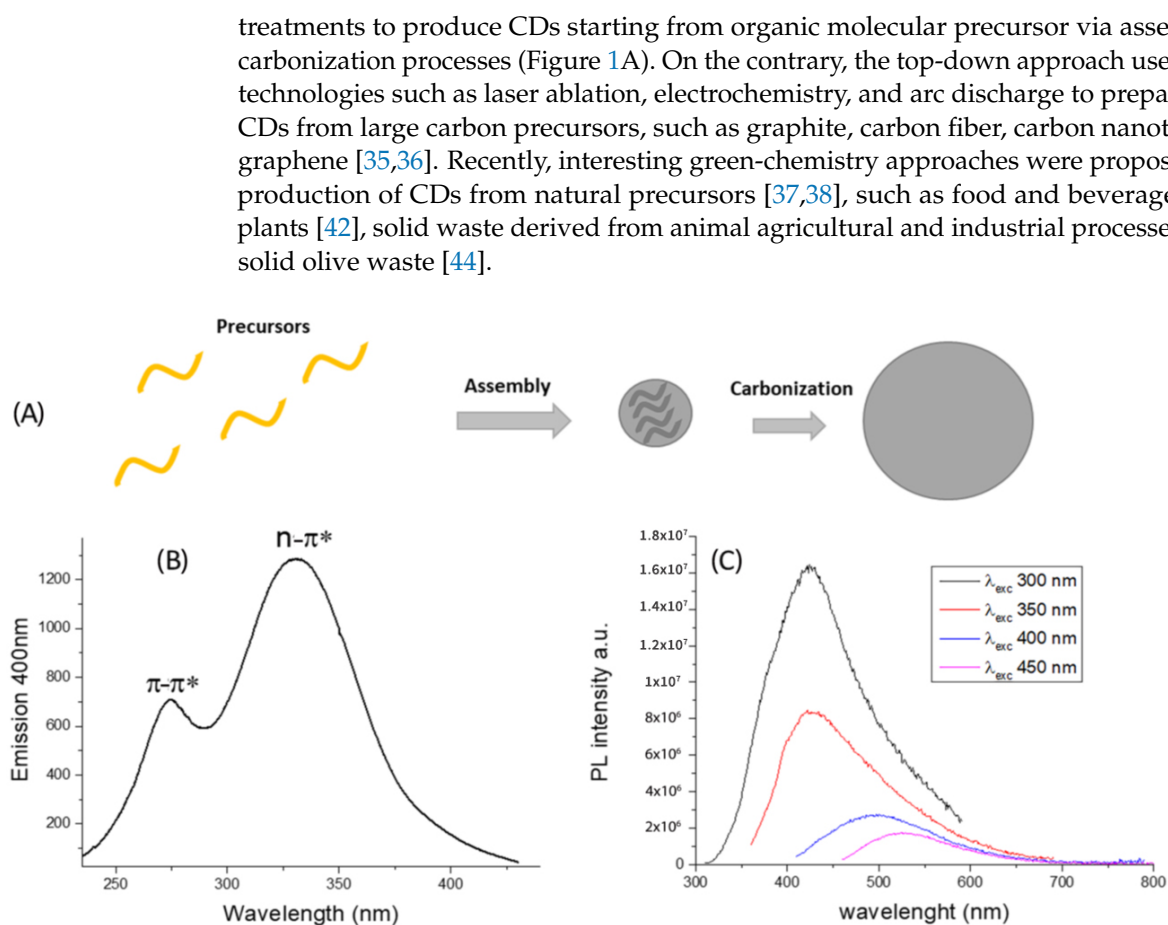 treatments to produce CDs starting from organic molecular precursor via asse
carbonization processes (Figure 1A). On the contrary, the top-down approach use
technologies such as laser ablation, electrochemistry, and arc discharge to prepa
CDs from large carbon precursors, such as graphite, carbon fiber, carbon nanot
graphene [35,36]. Recently, interesting green-chemistry approaches were propos
production of CDs from natural precursors [37,38], such as food and beverage
plants [42], solid waste derived from animal agricultural and industrial processe
solid olive waste [44].
Precursors
(A)
Assembly
Carbonization
(B)
π-π*
n-π*
Emission 400nm
1200
1000
800
600
400
200
250
300
350
400
Wavelength (nm)
(C)
λexc 300 nm
λexc 350 nm
λexc 400 nm
λexc 450 nm
PL intensity a.u.
1.8x10⁷
1.6x10⁷
1.4x10⁷
1.2x10⁷
1x10⁷
8x10⁶
6x10⁶
4x10⁶
2x10⁶
0
300
400
500
600
700
800
wavelenght (nm)